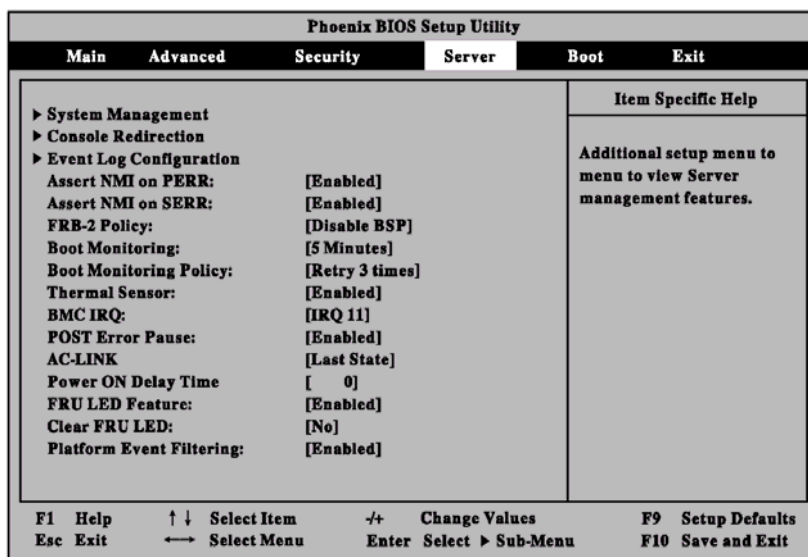 Phoenix BIOS Setup Utility
Main Advanced Security Server Boot Exit
▶ System Management
▶ Console Redirection
▶ Event Log Configuration
Assert NMI on PERR: [Enabled]
Assert NMI on SERR: [Enabled]
FRB-2 Policy: [Disable BSP]
Boot Monitoring: [5 Minutes]
Boot Monitoring Policy: [Retry 3 times]
Thermal Sensor: [Enabled]
BMC IRQ: [IRQ 11]
POST Error Pause: [Enabled]
AC-LINK [Last State]
Power ON Delay Time [ 0]
FRU LED Feature: [Enabled]
Clear FRU LED: [No]
Platform Event Filtering: [Enabled]
Item Specific Help
Additional setup menu to
menu to view Server
management features.
F1 Help ↑ ↓ Select Item -/+ Change Values F9 Setup Defaults
Esc Exit ←→ Select Menu Enter Select ▶ Sub-Menu F10 Save and Exit